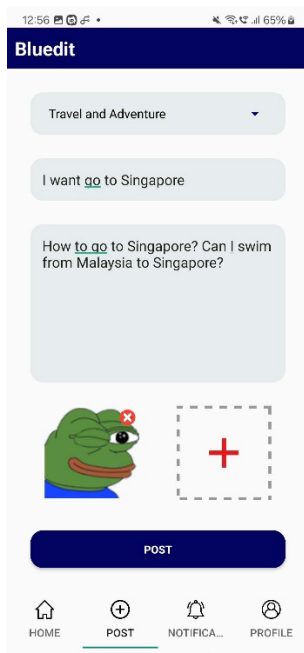 12:56
65%
Bluedit
Travel and Adventure
I want go to Singapore
How to go to Singapore? Can I swim
from Malaysia to Singapore?
POST
HOME
POST
NOTIFICA...
PROFILE